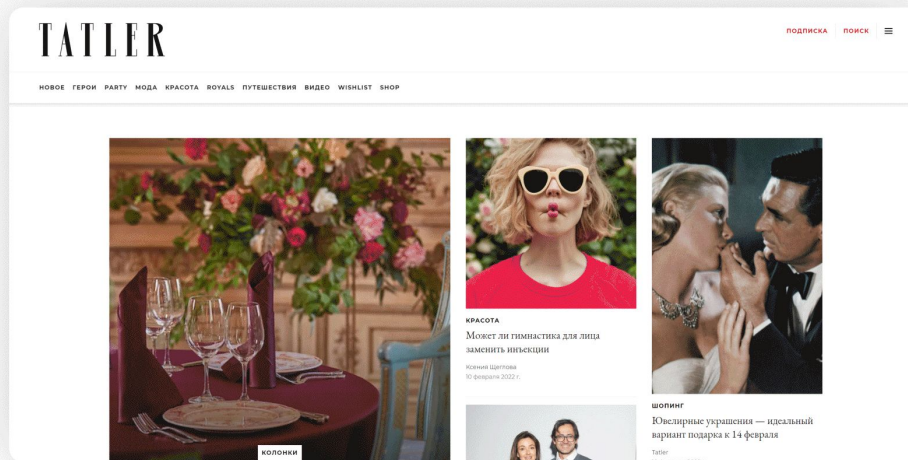 TATLER
ПОДПИСКА ПОИСК
НОВОЕ ГЕРОИ PARTY МОДА КРАСОТА ROYALS ПУТЕШЕСТВИЯ ВИДЕО WISHLIST SHOP
КОЛОНКИ
КРАСОТА
Может ли гимнастика для лица
заменить инъекции
Ксения Щеглова
10 февраля 2022 г.
ШОПИНГ
Ювелирные украшения — идеальный
вариант подарка к 14 февраля
Tatler